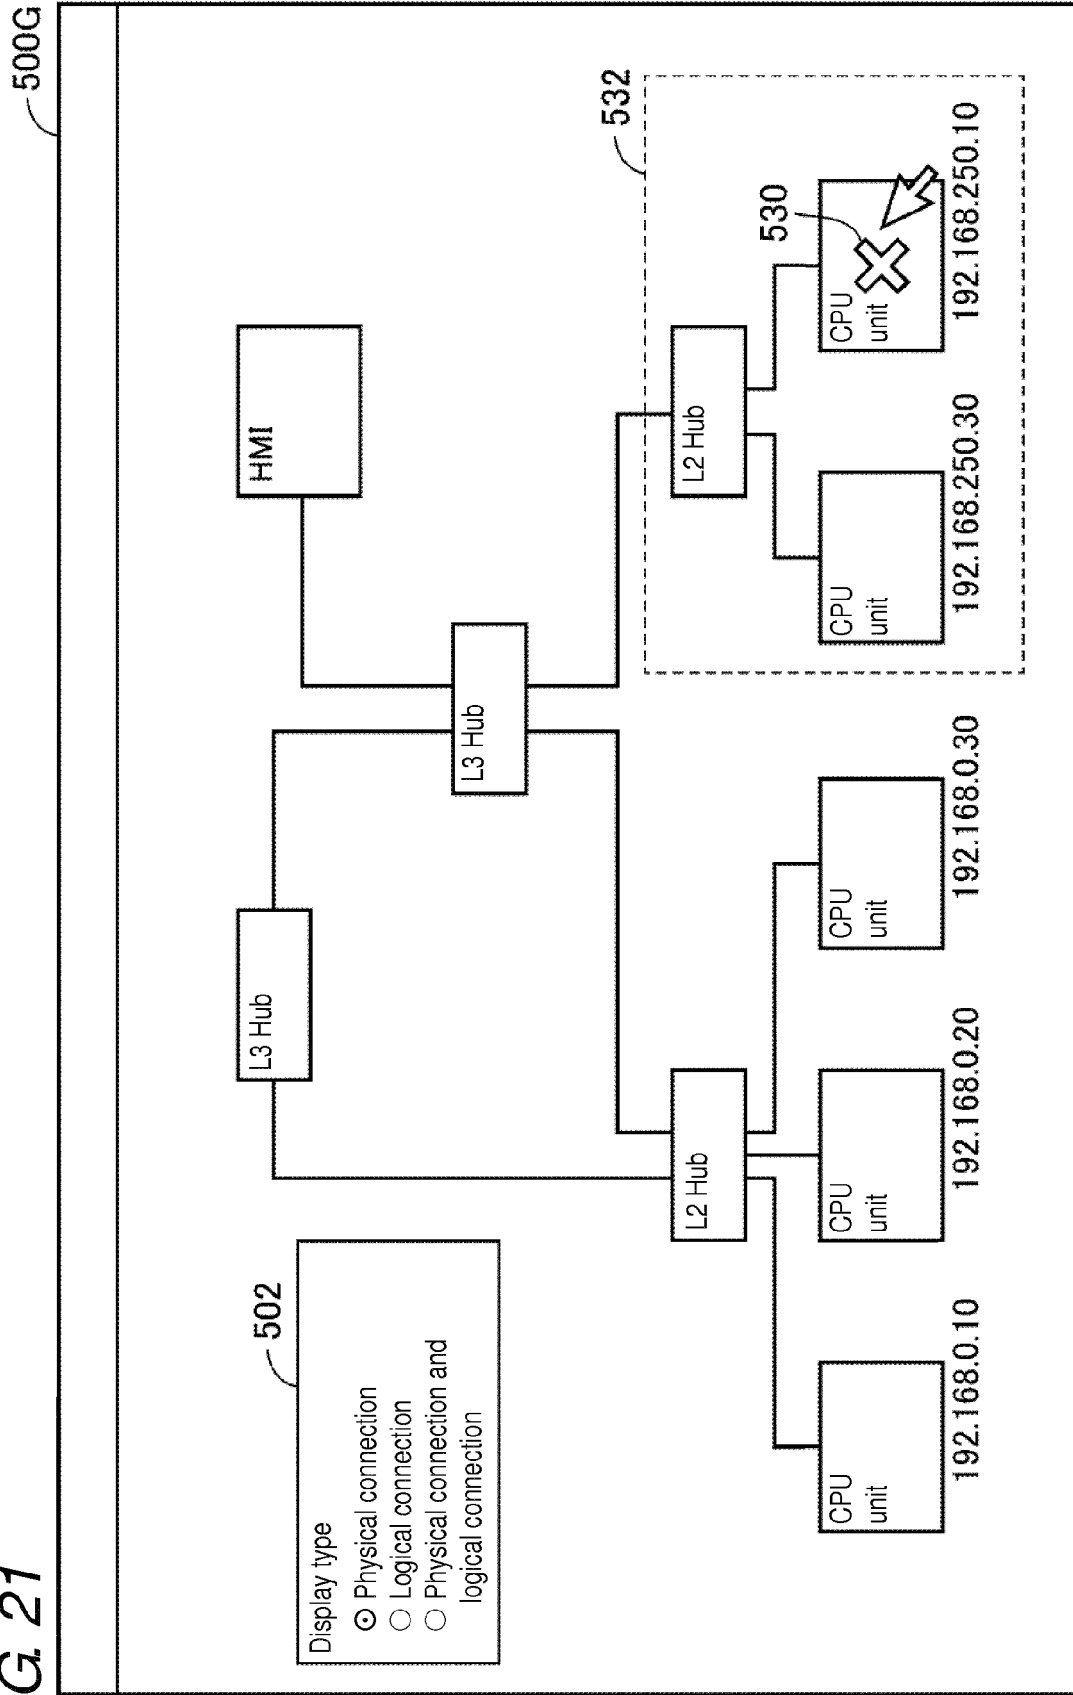 G. 21
500G
502
Display type
Physical connection
Logical connection
Physical connection and
logical connection
L3 Hub
HMI
L3 Hub
532
L2 Hub
L2 Hub
530
CPU
unit
CPU
unit
CPU
unit
CPU
unit
CPU
unit
192.168.0.10
192.168.0.20
192.168.0.30
192.168.250.30
192.168.250.10